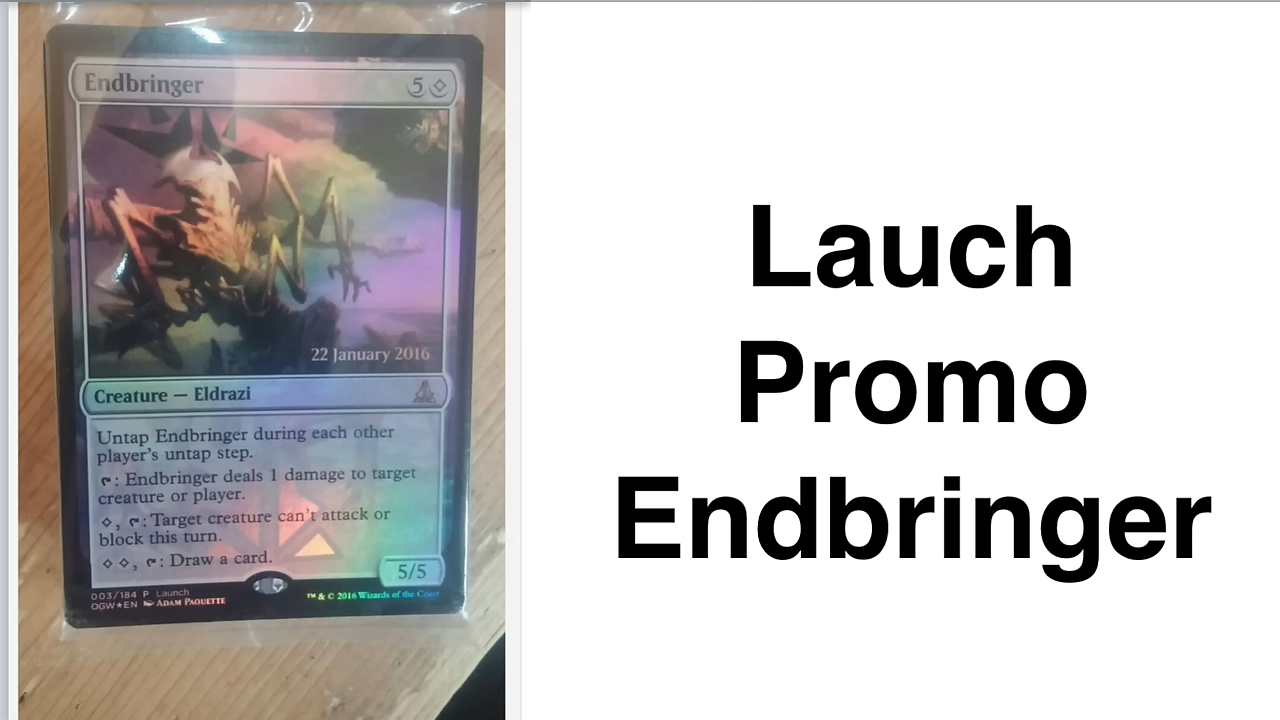 Endbringer 5
22 January 2016
Creature — Eldrazi
Untap Endbringer during each other
player's untap step.
: Endbringer deals 1 damage to target
creature or player.
, : Target creature can't attack or
block this turn.
, : Draw a card.
5/5
003/184 P Launch
OGW★EN ADAM PAQUETTE
™ & © 2016 Wizards of the Coast
Lauch
Promo
Endbringer